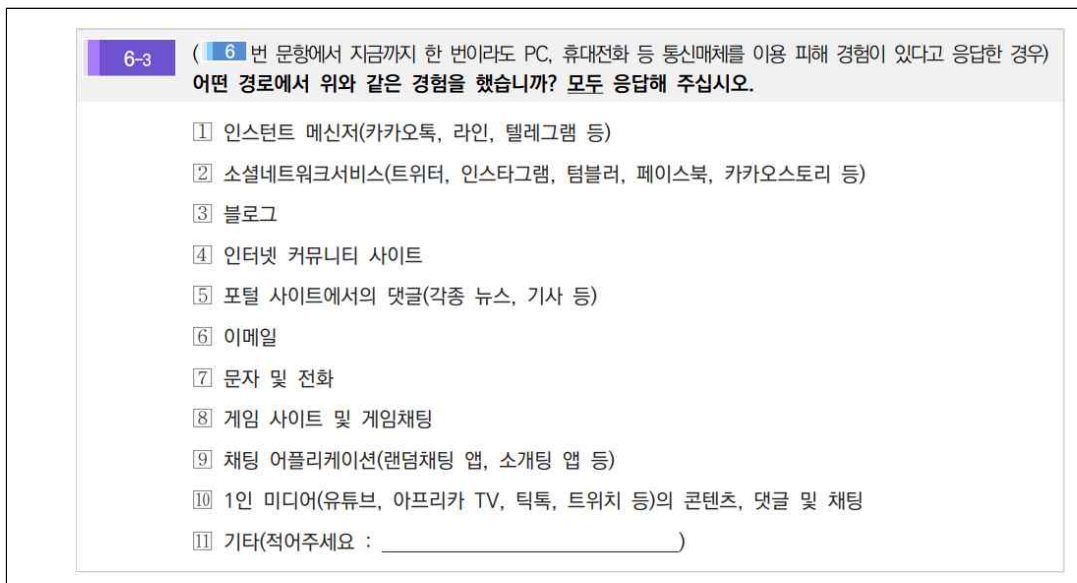 6-3 ( 6 번 문항에서 지금까지 한 번이라도 PC, 휴대전화 등 통신매체를 이용 피해 경험이 있다고 응답한 경우)
어떤 경로에서 위와 같은 경험을 했습니까? 모두 응답해 주십시오.
1 인스턴트 메신저(카카오톡, 라인, 텔레그램 등)
2 소셜네트워크서비스(트위터, 인스타그램, 텀블러, 페이스북, 카카오스토리 등)
3 블로그
4 인터넷 커뮤니티 사이트
5 포털 사이트에서의 댓글(각종 뉴스, 기사 등)
6 이메일
7 문자 및 전화
8 게임 사이트 및 게임채팅
9 채팅 어플리케이션(랜덤채팅 앱, 소개팅 앱 등)
10 1인 미디어(유튜브, 아프리카 TV, 틱톡, 트위치 등)의 콘텐츠, 댓글 및 채팅
11 기타(적어주세요 : ______________________________)